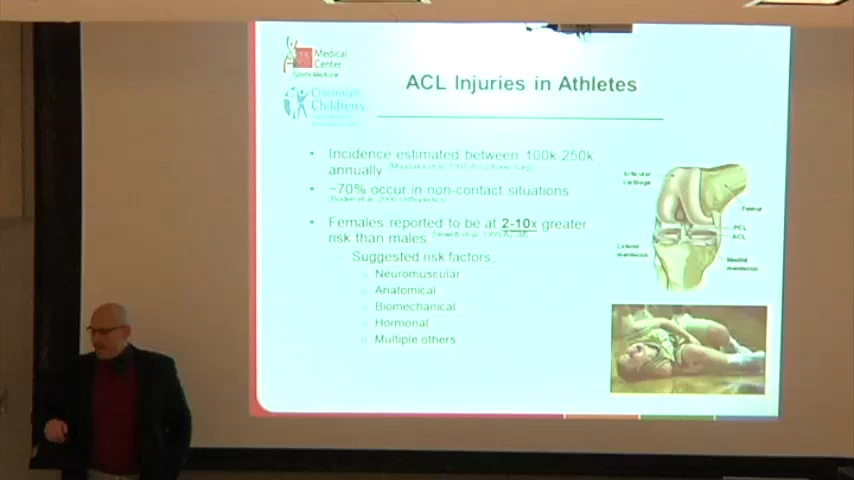 Medical
Center
Sports Medicine
Cincinnati
Children's
ACL Injuries in Athletes
• Incidence estimated between 100k-250k
annually
• ~70% occur in non-contact situations
• Females reported to be at 2-10x greater
risk than males
– Suggested risk factors:
o Neuromuscular
o Anatomical
o Biomechanical
o Hormonal
o Multiple others
Articular
cartilage
Femur
PCL
ACL
Lateral
meniscus
Medial
meniscus